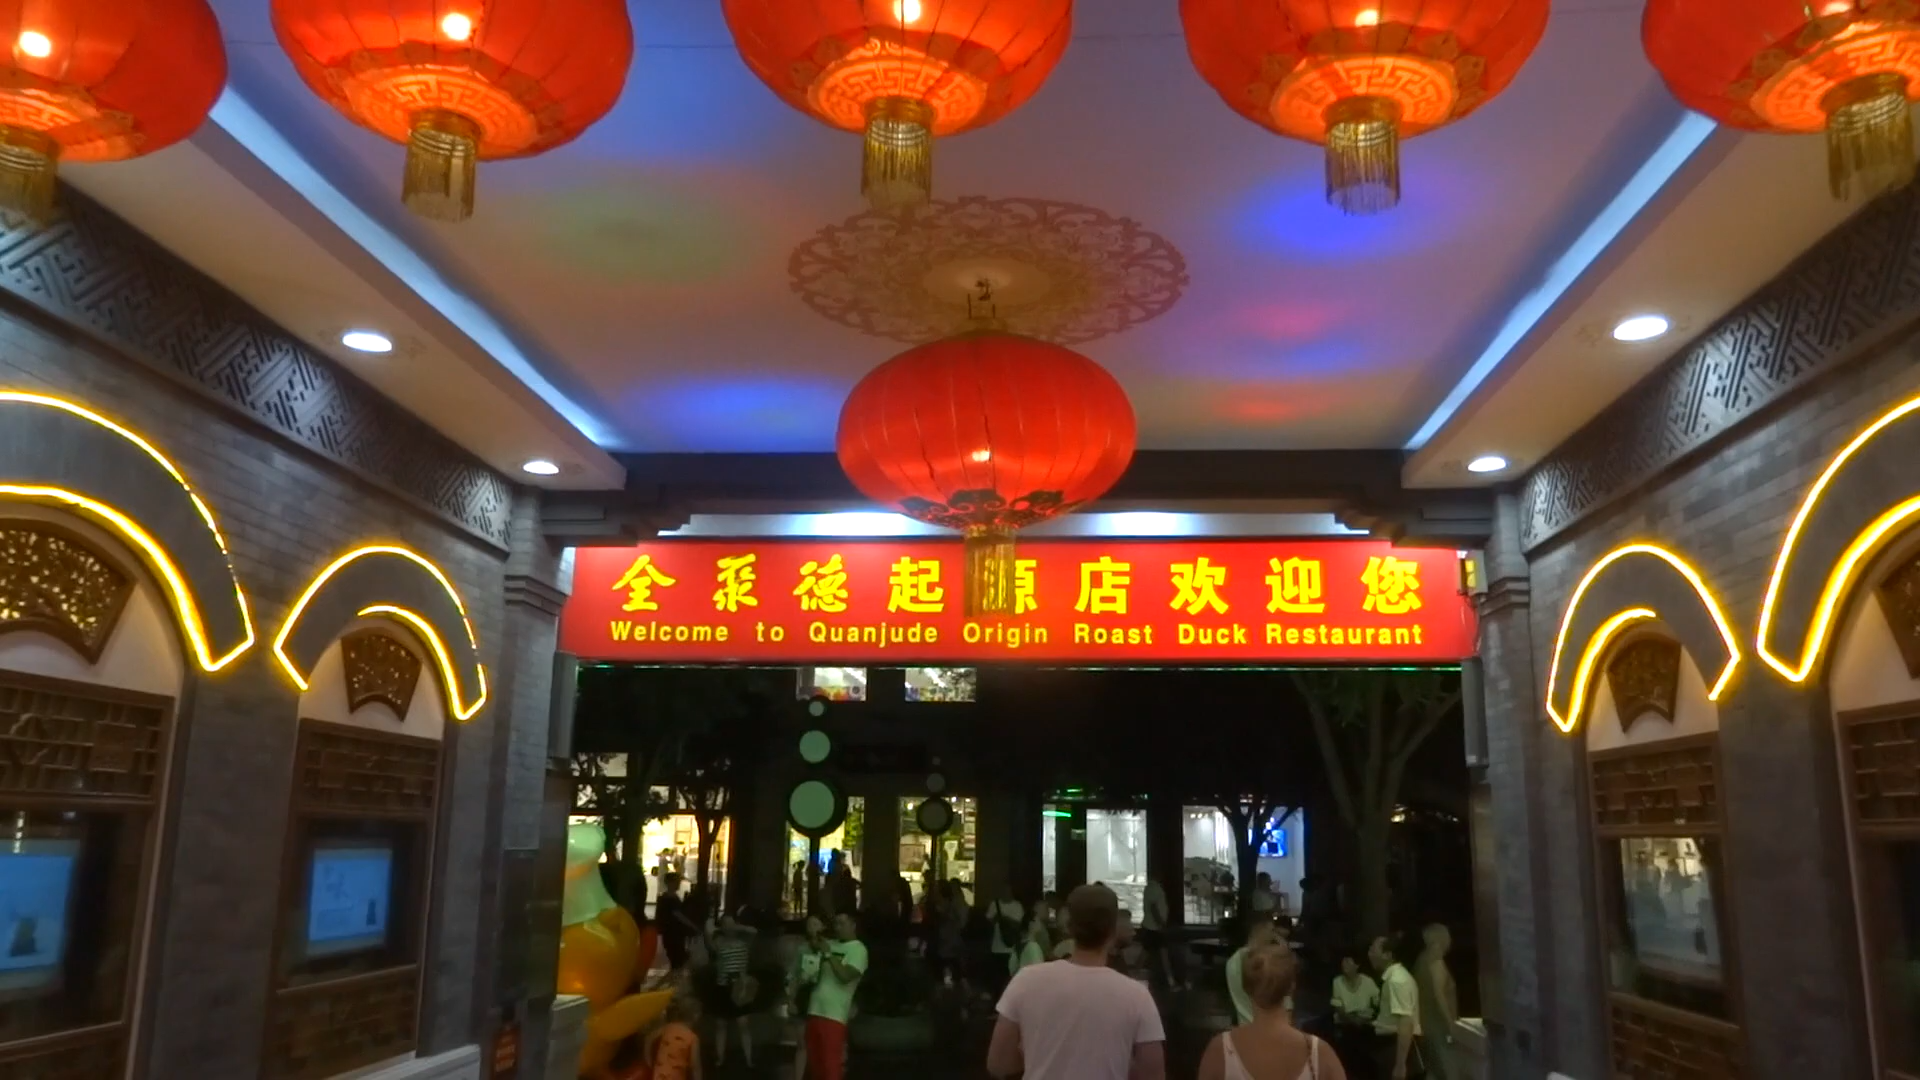 全聚德起源店欢迎您
Welcome to Quanjude Origin Roast Duck Restaurant